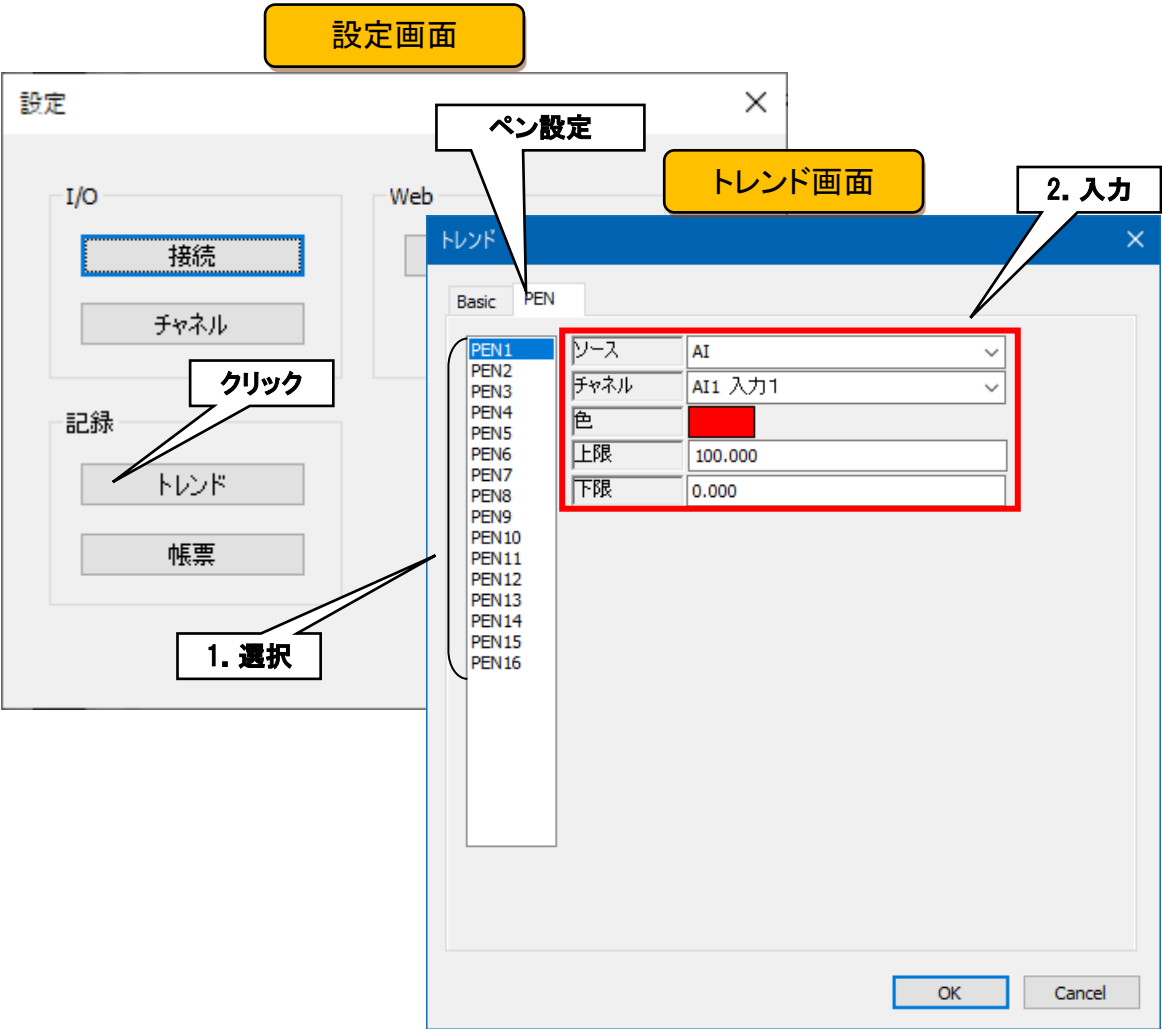 設定画面
設定
ペン設定
トレンド画面
2. 入力
I/O
Web
接続
チャネル
クリック
記録
トレンド
帳票
1. 選択
トレンド
Basic
PEN
PEN1
PEN2
PEN3
PEN4
PEN5
PEN6
PEN7
PEN8
PEN9
PEN10
PEN11
PEN12
PEN13
PEN14
PEN15
PEN16
ソース AI
チャネル AI1 入力1
色
上限 100.000
下限 0.000
OK
Cancel